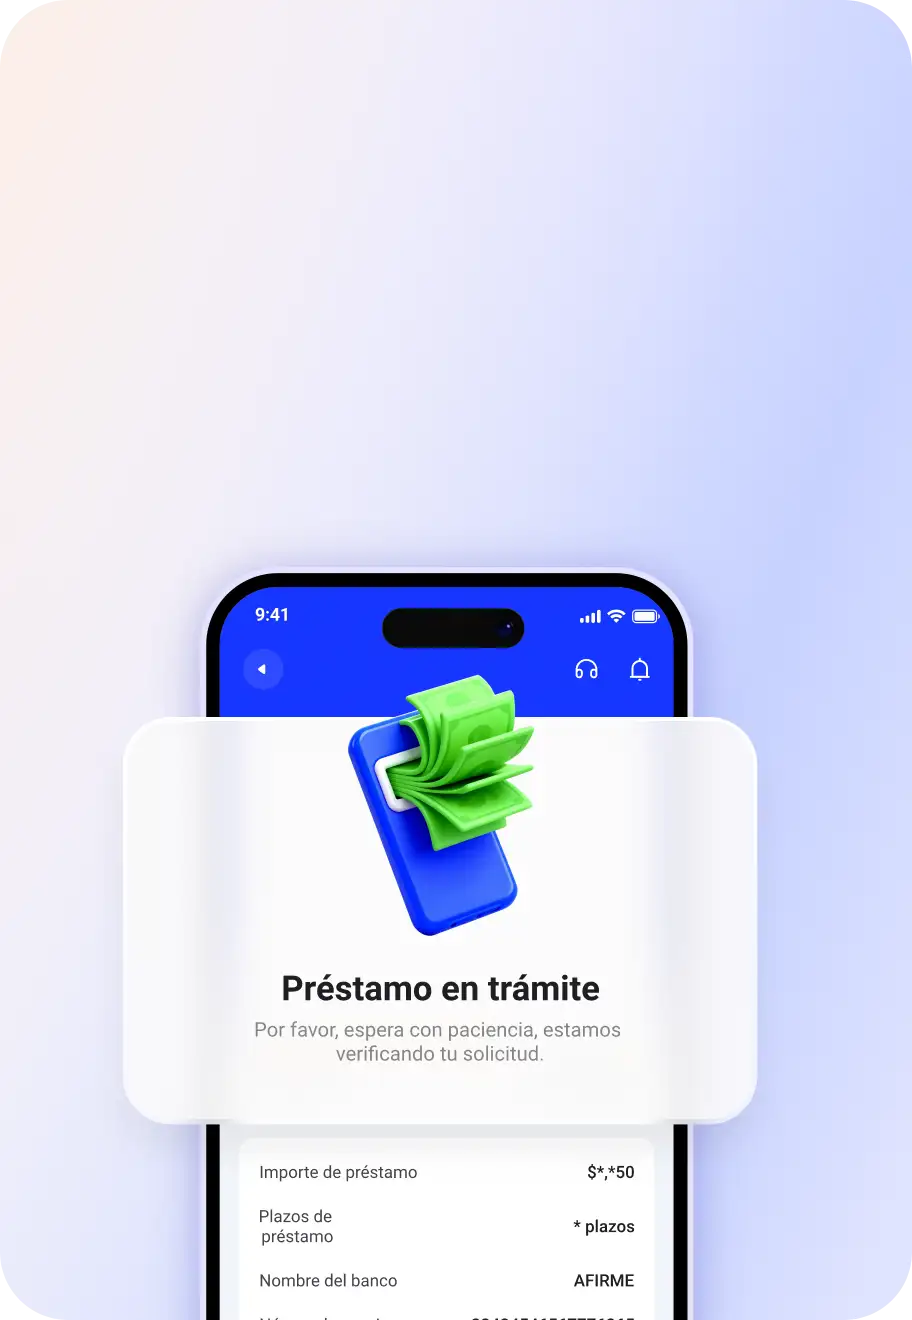 9:41
Préstamo en trámite
Por favor, espera con paciencia, estamos
verificando tu solicitud.
Importe de préstamo $*,*50
Plazos de
préstamo
* plazos
Nombre del banco AFIRME